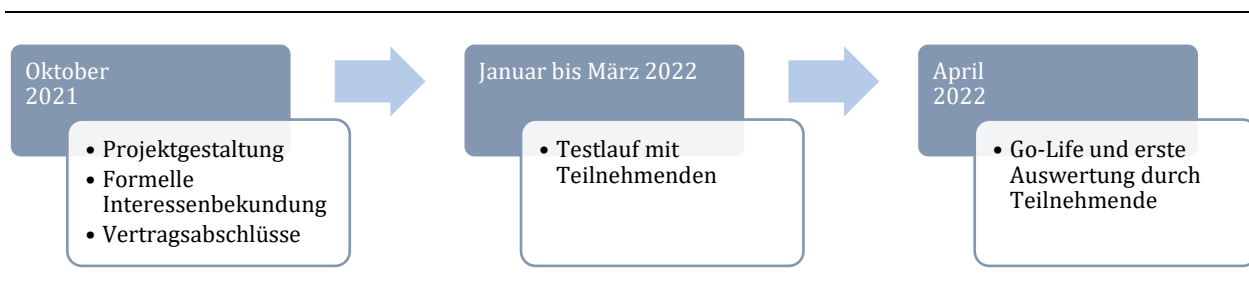 Oktober
2021
• Projektgestaltung
• Formelle
Interessenbekundung
• Vertragsabschlüsse
Januar bis März 2022
• Testlauf mit
Teilnehmenden
April
2022
• Go-Life und erste
Auswertung durch
Teilnehmende